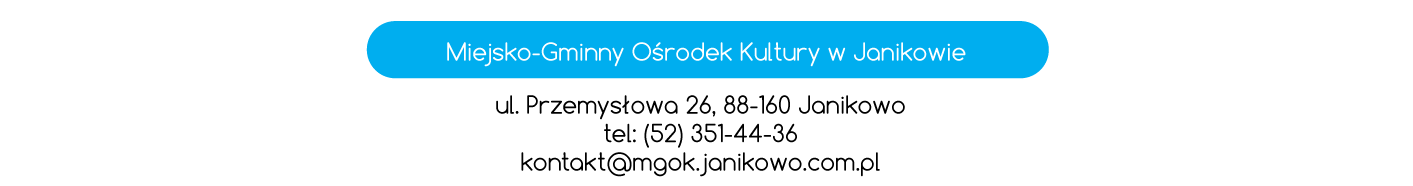 Miejsko-Gminny Ośrodek Kultury w Janikowie
ul. Przemysłowa 26, 88-160 Janikowo
tel: (52) 351-44-36
kontakt@mgok.janikowo.com.pl